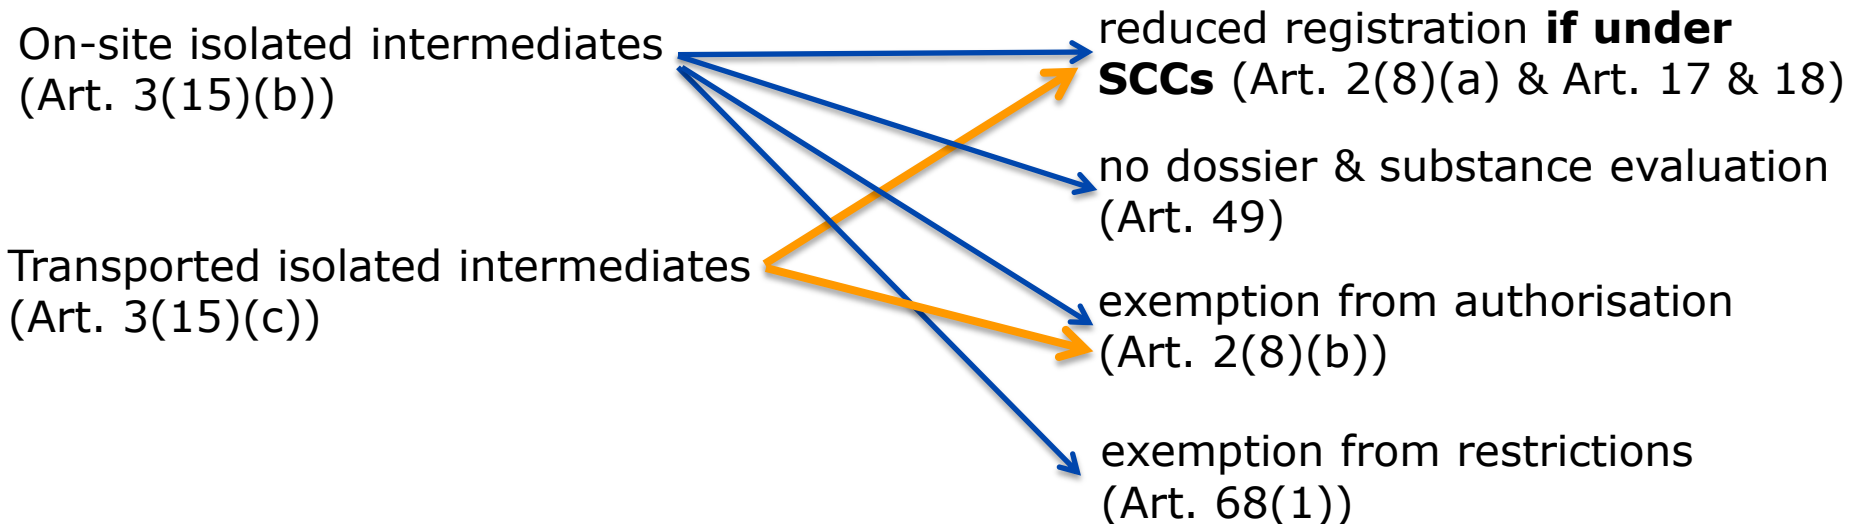 On-site isolated intermediates
(Art. 3(15)(b))
Transported isolated intermediates
(Art. 3(15)(c))
reduced registration if under
SCCs (Art. 2(8)(a) & Art. 17 & 18)
no dossier & substance evaluation
(Art. 49)
exemption from authorisation
(Art. 2(8)(b))
exemption from restrictions
(Art. 68(1))